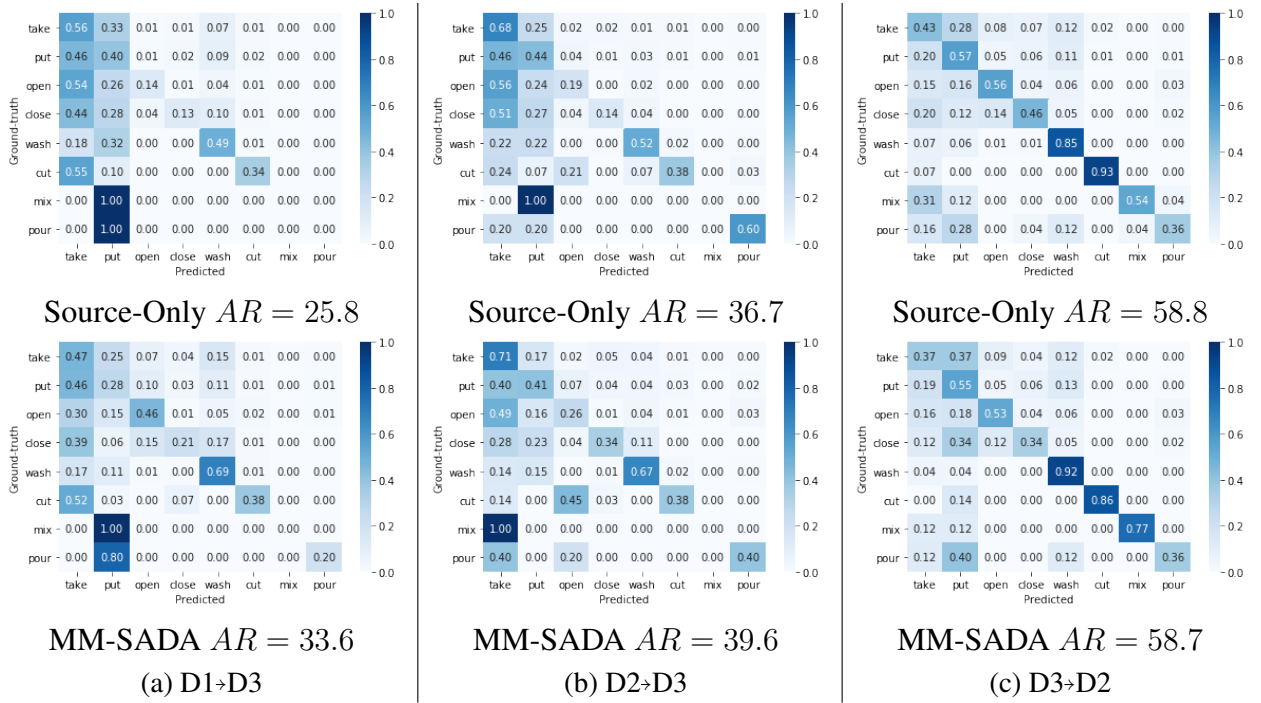 take 0.56 0.33 0.01 0.01 0.07 0.01 0.00 0.00
put 0.46 0.40 0.01 0.02 0.09 0.02 0.00 0.00
open 0.54 0.26 0.14 0.01 0.04 0.01 0.00 0.00
close 0.44 0.28 0.04 0.13 0.10 0.01 0.00 0.00
wash 0.18 0.32 0.00 0.00 0.49 0.01 0.00 0.00
cut 0.55 0.10 0.00 0.00 0.00 0.34 0.00 0.00
mix 0.00 1.00 0.00 0.00 0.00 0.00 0.00 0.00
pour 0.00 1.00 0.00 0.00 0.00 0.00 0.00 0.00
take put open close wash cut mix pour
Predicted
Ground-truth
1.0
0.8
0.6
0.4
0.2
0.0
Source-Only AR = 25.8
take 0.68 0.25 0.02 0.02 0.01 0.01 0.00 0.00
put 0.46 0.44 0.04 0.01 0.03 0.01 0.00 0.01
open 0.56 0.24 0.19 0.00 0.02 0.00 0.00 0.00
close 0.51 0.27 0.04 0.14 0.04 0.00 0.00 0.00
wash 0.22 0.22 0.00 0.00 0.52 0.02 0.00 0.01
cut 0.24 0.07 0.21 0.00 0.07 0.38 0.00 0.03
mix 0.00 1.00 0.00 0.00 0.00 0.00 0.00 0.00
pour 0.20 0.20 0.00 0.00 0.00 0.00 0.00 0.60
take put open close wash cut mix pour
Predicted
Ground-truth
1.0
0.8
0.6
0.4
0.2
0.0
Source-Only AR = 36.7
take 0.43 0.28 0.08 0.07 0.12 0.02 0.00 0.00
put 0.20 0.57 0.05 0.06 0.11 0.01 0.00 0.01
open 0.15 0.16 0.56 0.04 0.06 0.00 0.00 0.03
close 0.20 0.12 0.14 0.46 0.05 0.00 0.00 0.02
wash 0.07 0.06 0.01 0.01 0.85 0.00 0.00 0.00
cut 0.07 0.00 0.00 0.00 0.00 0.93 0.00 0.00
mix 0.31 0.12 0.00 0.00 0.00 0.00 0.54 0.04
pour 0.16 0.28 0.00 0.04 0.12 0.00 0.04 0.36
take put open close wash cut mix pour
Predicted
Ground-truth
1.0
0.8
0.6
0.4
0.2
0.0
Source-Only AR = 58.8
take 0.47 0.25 0.07 0.04 0.15 0.01 0.00 0.00
put 0.46 0.28 0.10 0.03 0.11 0.01 0.00 0.01
open 0.30 0.15 0.46 0.01 0.05 0.02 0.00 0.01
close 0.39 0.06 0.15 0.21 0.17 0.01 0.00 0.00
wash 0.17 0.11 0.01 0.00 0.69 0.01 0.00 0.00
cut 0.52 0.03 0.00 0.07 0.00 0.38 0.00 0.00
mix 0.00 1.00 0.00 0.00 0.00 0.00 0.00 0.00
pour 0.00 0.80 0.00 0.00 0.00 0.00 0.00 0.20
take put open close wash cut mix pour
Predicted
Ground-truth
1.0
0.8
0.6
0.4
0.2
0.0
MM-SADA AR = 33.6
(a) D1→D3
take 0.71 0.17 0.02 0.05 0.04 0.01 0.00 0.00
put 0.40 0.41 0.07 0.04 0.04 0.03 0.00 0.02
open 0.49 0.16 0.26 0.01 0.04 0.01 0.00 0.03
close 0.28 0.23 0.04 0.34 0.11 0.00 0.00 0.00
wash 0.14 0.15 0.00 0.01 0.67 0.02 0.00 0.01
cut 0.14 0.00 0.45 0.03 0.00 0.38 0.00 0.00
mix 1.00 0.00 0.00 0.00 0.00 0.00 0.00 0.00
pour 0.40 0.00 0.20 0.00 0.00 0.00 0.00 0.40
take put open close wash cut mix pour
Predicted
Ground-truth
1.0
0.8
0.6
0.4
0.2
0.0
MM-SADA AR = 39.6
(b) D2→D3
take 0.37 0.37 0.09 0.04 0.12 0.02 0.00 0.00
put 0.19 0.55 0.05 0.06 0.13 0.00 0.00 0.01
open 0.16 0.18 0.53 0.04 0.06 0.00 0.00 0.03
close 0.12 0.34 0.12 0.34 0.05 0.00 0.00 0.02
wash 0.04 0.04 0.00 0.00 0.92 0.00 0.00 0.00
cut 0.00 0.14 0.00 0.00 0.00 0.86 0.00 0.00
mix 0.12 0.12 0.00 0.00 0.00 0.00 0.77 0.00
pour 0.12 0.40 0.00 0.00 0.12 0.00 0.00 0.36
take put open close wash cut mix pour
Predicted
Ground-truth
1.0
0.8
0.6
0.4
0.2
0.0
MM-SADA AR = 58.7
(c) D3→D2